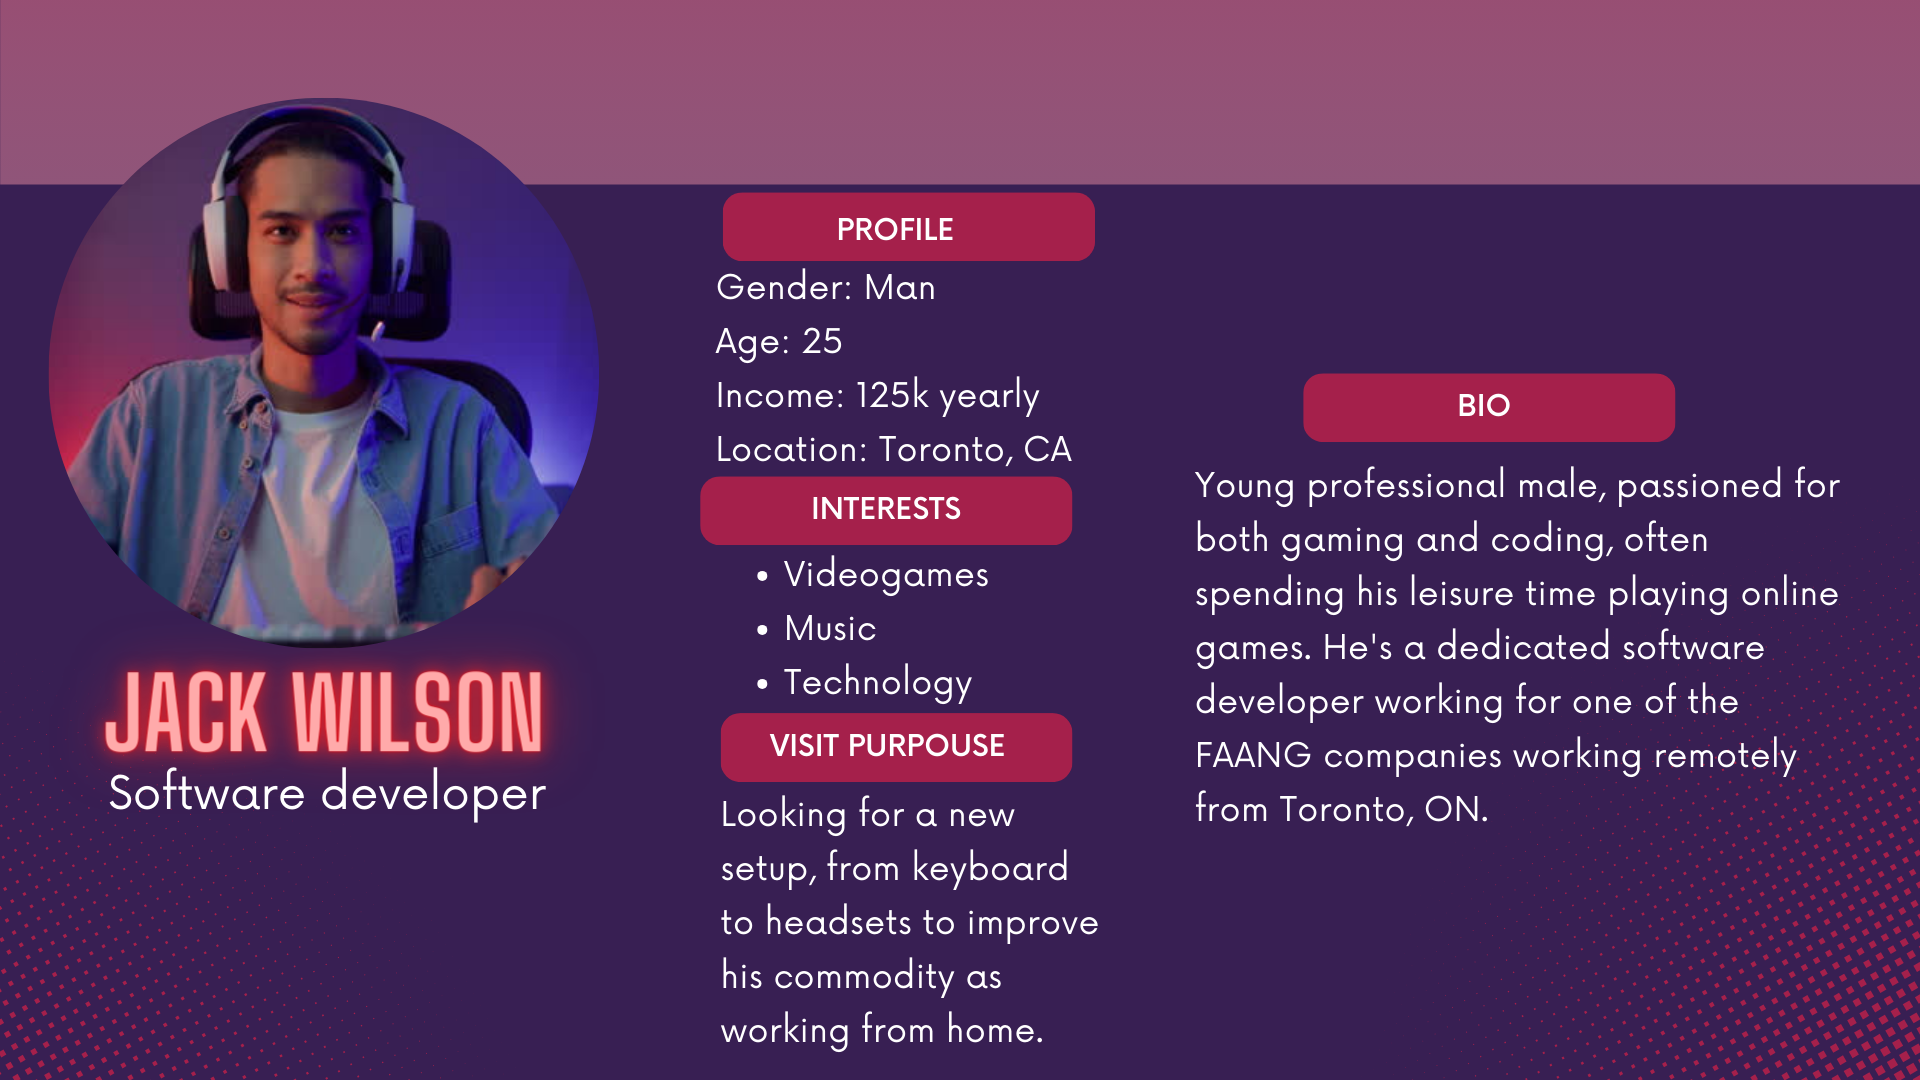 JACK WILSON
Software developer
PROFILE
Gender: Man
Age: 25
Income: 125k yearly
Location: Toronto, CA
INTERESTS
• Videogames
• Music
• Technology
VISIT PURPOUSE
Looking for a new
setup, from keyboard
to headsets to improve
his commodity as
working from home.
BIO
Young professional male, passioned for
both gaming and coding, often
spending his leisure time playing online
games. He's a dedicated software
developer working for one of the
FAANG companies working remotely
from Toronto, ON.